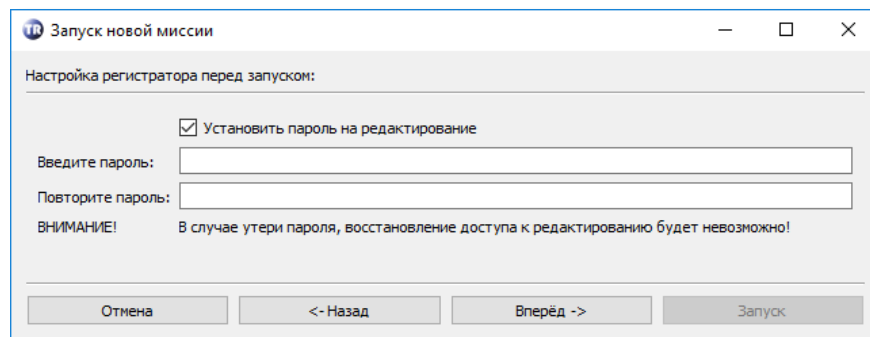 TR Запуск новой миссии
Настройка регистратора перед запуском:
Установить пароль на редактирование
Введите пароль:
Повторите пароль:
ВНИМАНИЕ! В случае утери пароля, восстановление доступа к редактированию будет невозможно!
Отмена <- Назад Вперёд -> Запуск